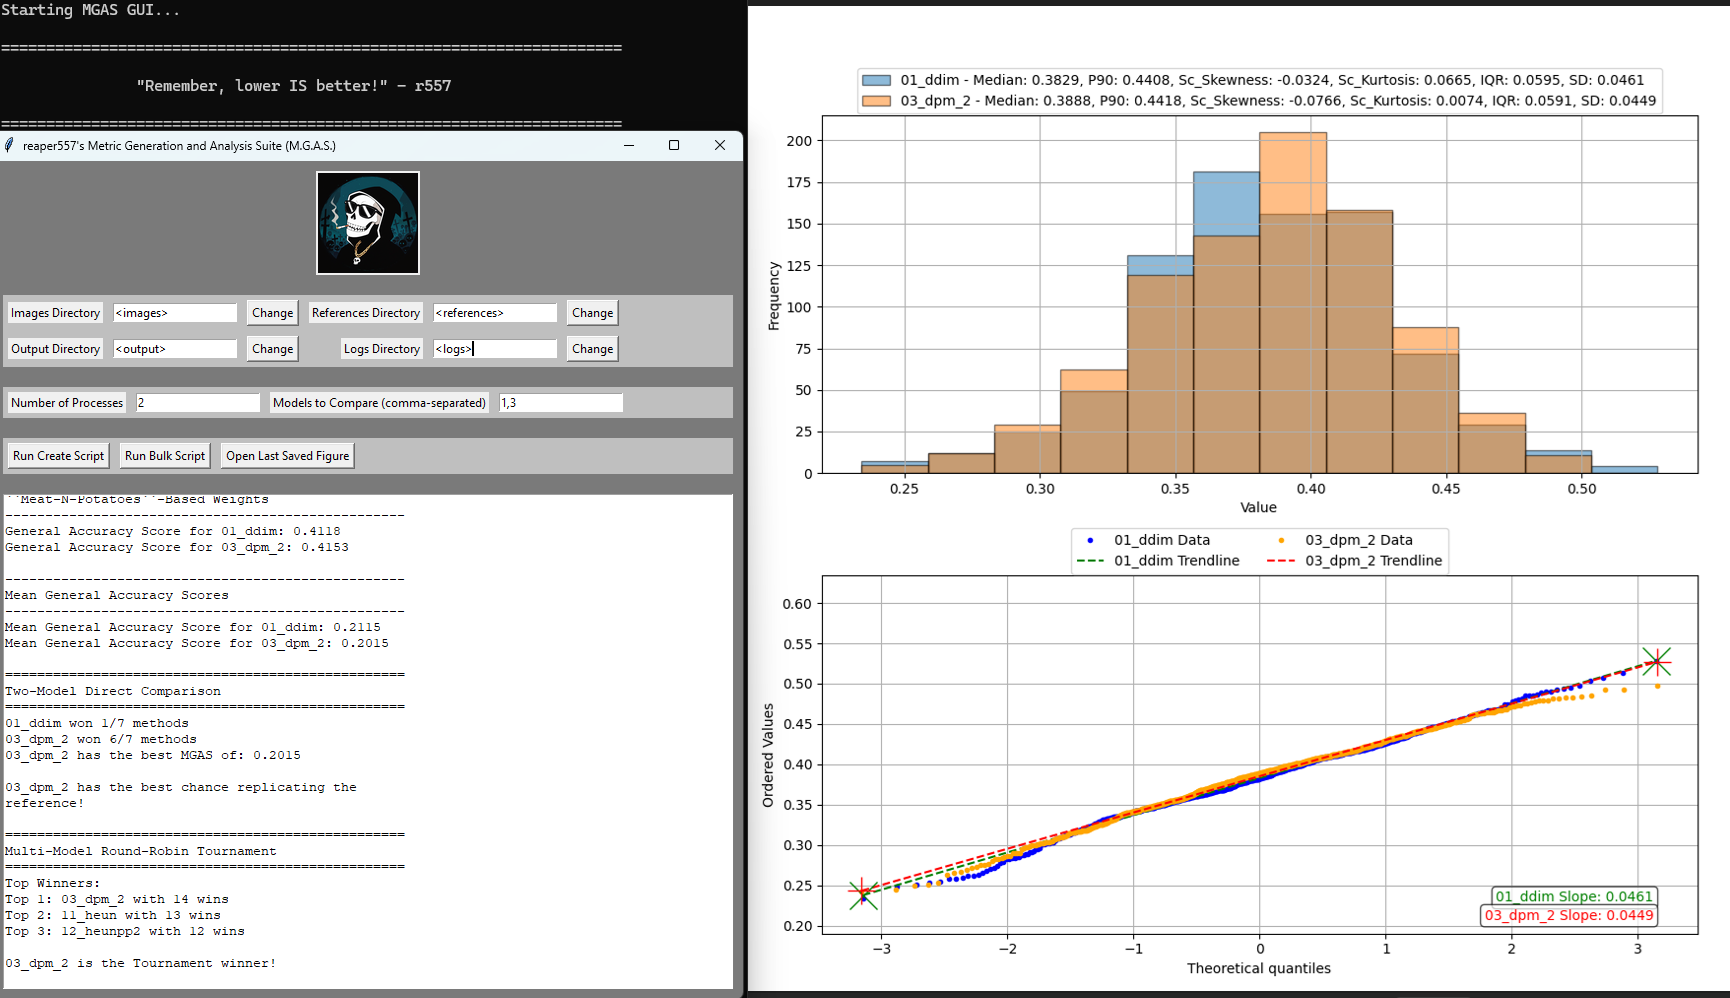 Starting MGAS GUI...
=====================================================================
"Remember, lower IS better!" - r557
=====================================================================
reaper557's Metric Generation and Analysis Suite (M.G.A.S.)
Images Directory <images> Change References Directory <references> Change
Output Directory <output> Change Logs Directory <logs> Change
Number of Processes 2 Models to Compare (comma-separated) 1,3
Run Create Script Run Bulk Script Open Last Saved Figure
``Meat-N-Potatoes``-Based Weights
--------------------------------------------------
General Accuracy Score for 01_ddim: 0.4118
General Accuracy Score for 03_dpm_2: 0.4153
--------------------------------------------------
Mean General Accuracy Scores
--------------------------------------------------
Mean General Accuracy Score for 01_ddim: 0.2115
Mean General Accuracy Score for 03_dpm_2: 0.2015
==================================================
Two-Model Direct Comparison
==================================================
01_ddim won 1/7 methods
03_dpm_2 won 6/7 methods
03_dpm_2 has the best MGAS of: 0.2015
03_dpm_2 has the best chance replicating the
reference!
==================================================
Multi-Model Round-Robin Tournament
==================================================
Top Winners:
Top 1: 03_dpm_2 with 14 wins
Top 2: 11_heun with 13 wins
Top 3: 12_heunpp2 with 12 wins
03_dpm_2 is the Tournament winner!
01_ddim - Median: 0.3829, P90: 0.4408, Sc_Skewness: -0.0324, Sc_Kurtosis: 0.0665, IQR: 0.0595, SD: 0.0461
03_dpm_2 - Median: 0.3888, P90: 0.4418, Sc_Skewness: -0.0766, Sc_Kurtosis: 0.0074, IQR: 0.0591, SD: 0.0449
Frequency
200
175
150
125
100
75
50
25
0
0.25 0.30 0.35 0.40 0.45 0.50
Value
01_ddim Data 03_dpm_2 Data
01_ddim Trendline 03_dpm_2 Trendline
Ordered Values
0.60
0.55
0.50
0.45
0.40
0.35
0.30
0.25
0.20
01_ddim Slope: 0.0461
03_dpm_2 Slope: 0.0449
−3 −2 −1 0 1 2 3
Theoretical quantiles